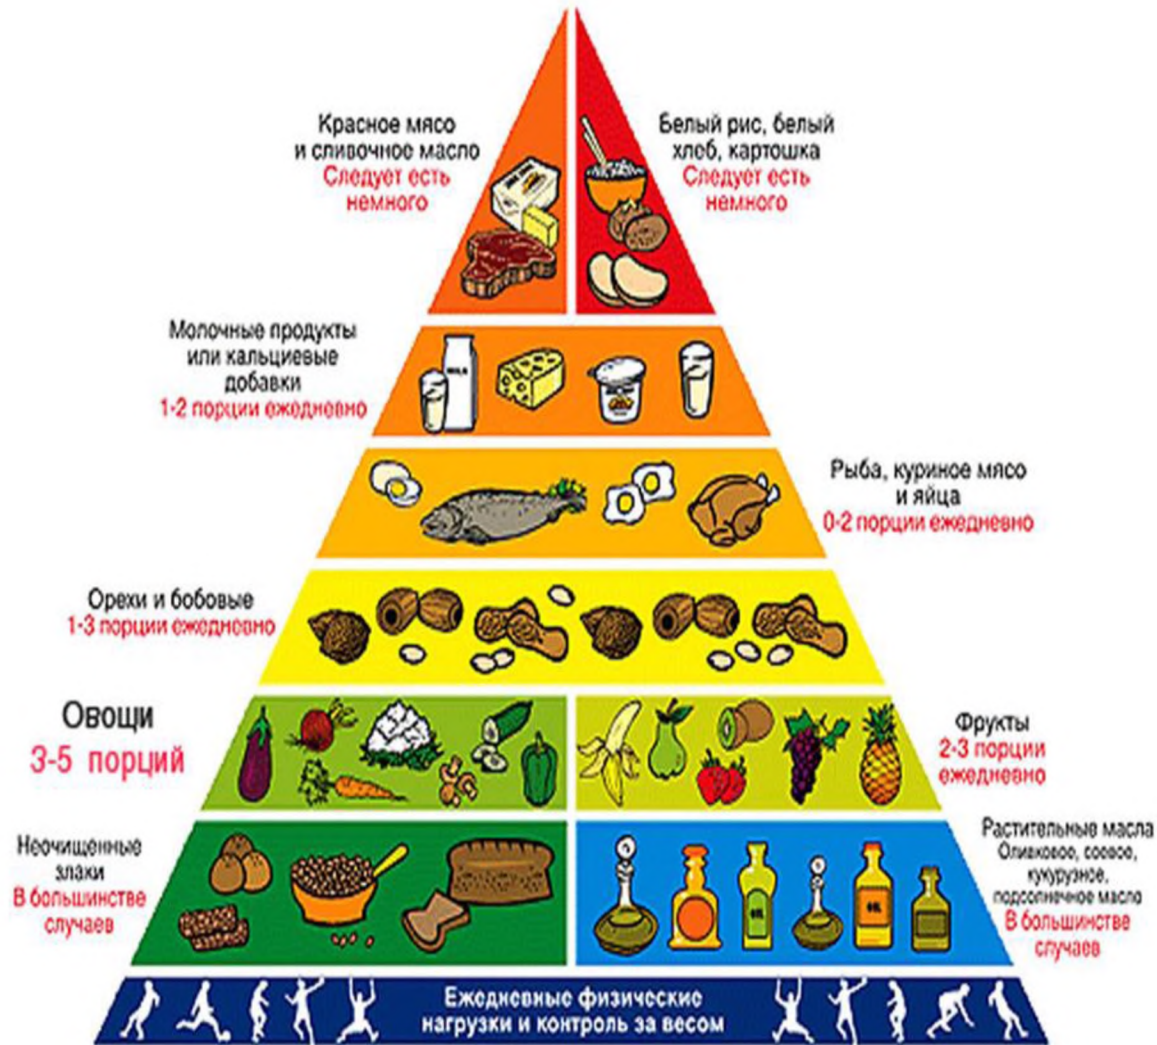 Красное мясо
и сливочное масло
Следует есть
немного
Белый рис, белый
хлеб, картошка
Следует есть
немного
Молочные продукты
или кальциевые
добавки
1-2 порции ежедневно
MILK
Рыба, куриное мясо
и яйца
0-2 порции ежедневно
Орехи и бобовые
1-3 порции ежедневно
Овощи
3-5 порций
Фрукты
2-3 порции
ежедневно
Неочищенные
злаки
В большинстве
случаев
Растительные масла
Оливковое, соевое,
кукурузное,
подсолнечное масло
В большинстве
случаев
OIL
OIL
Ежедневные физические
нагрузки и контроль за весом